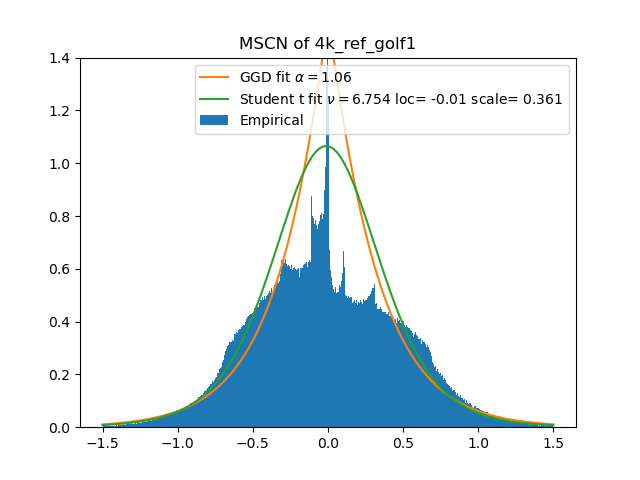 MSCN of 4k_ref_golf1
GGD fit α = 1.06
Student t fit ν = 6.754 loc= -0.01 scale= 0.361
Empirical
1.4
1.2
1.0
0.8
0.6
0.4
0.2
0.0
−1.5 −1.0 −0.5 0.0 0.5 1.0 1.5